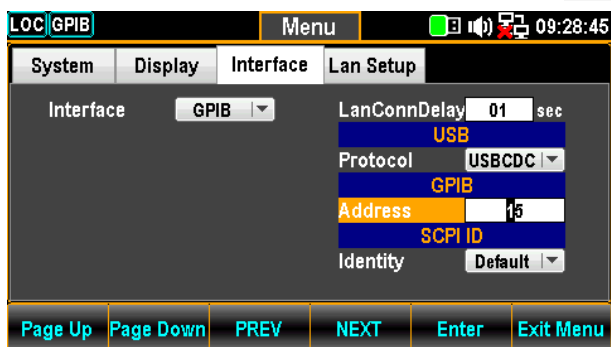 LOC GPIB Menu 09:28:45
System Display Interface Lan Setup
Interface GPIB LanConnDelay 01 sec
USB
Protocol USBCDC
GPIB
Address 15
SCPI ID
Identity Default
Page Up Page Down PREV NEXT Enter Exit Menu